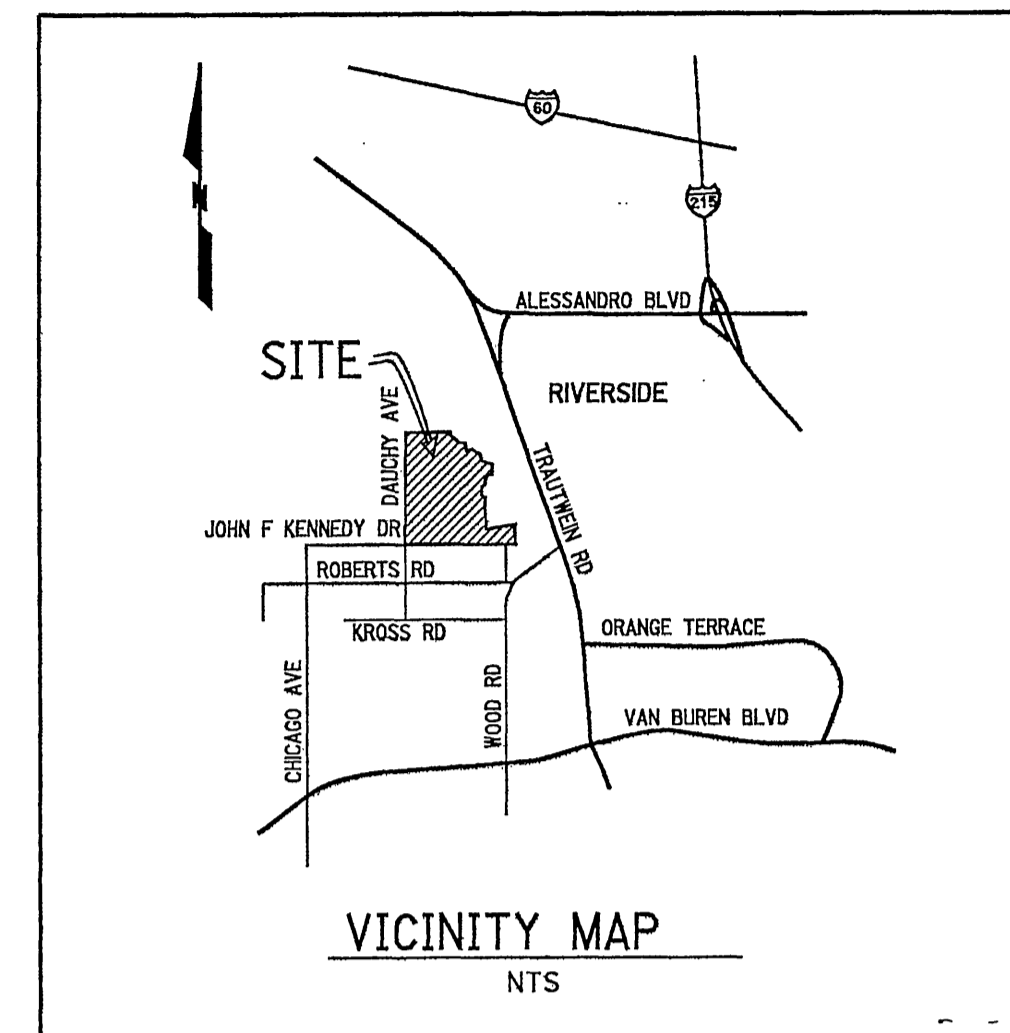 60
215
N
ALESSANDRO BLVD
SITE
RIVERSIDE
DAUCHY AVE
TRAUTWEIN RD
JOHN F KENNEDY DR
ROBERTS RD
KROSS RD
ORANGE TERRACE
CHICAGO AVE
WOOD RD
VAN BUREN BLVD
VICINITY MAP
NTS